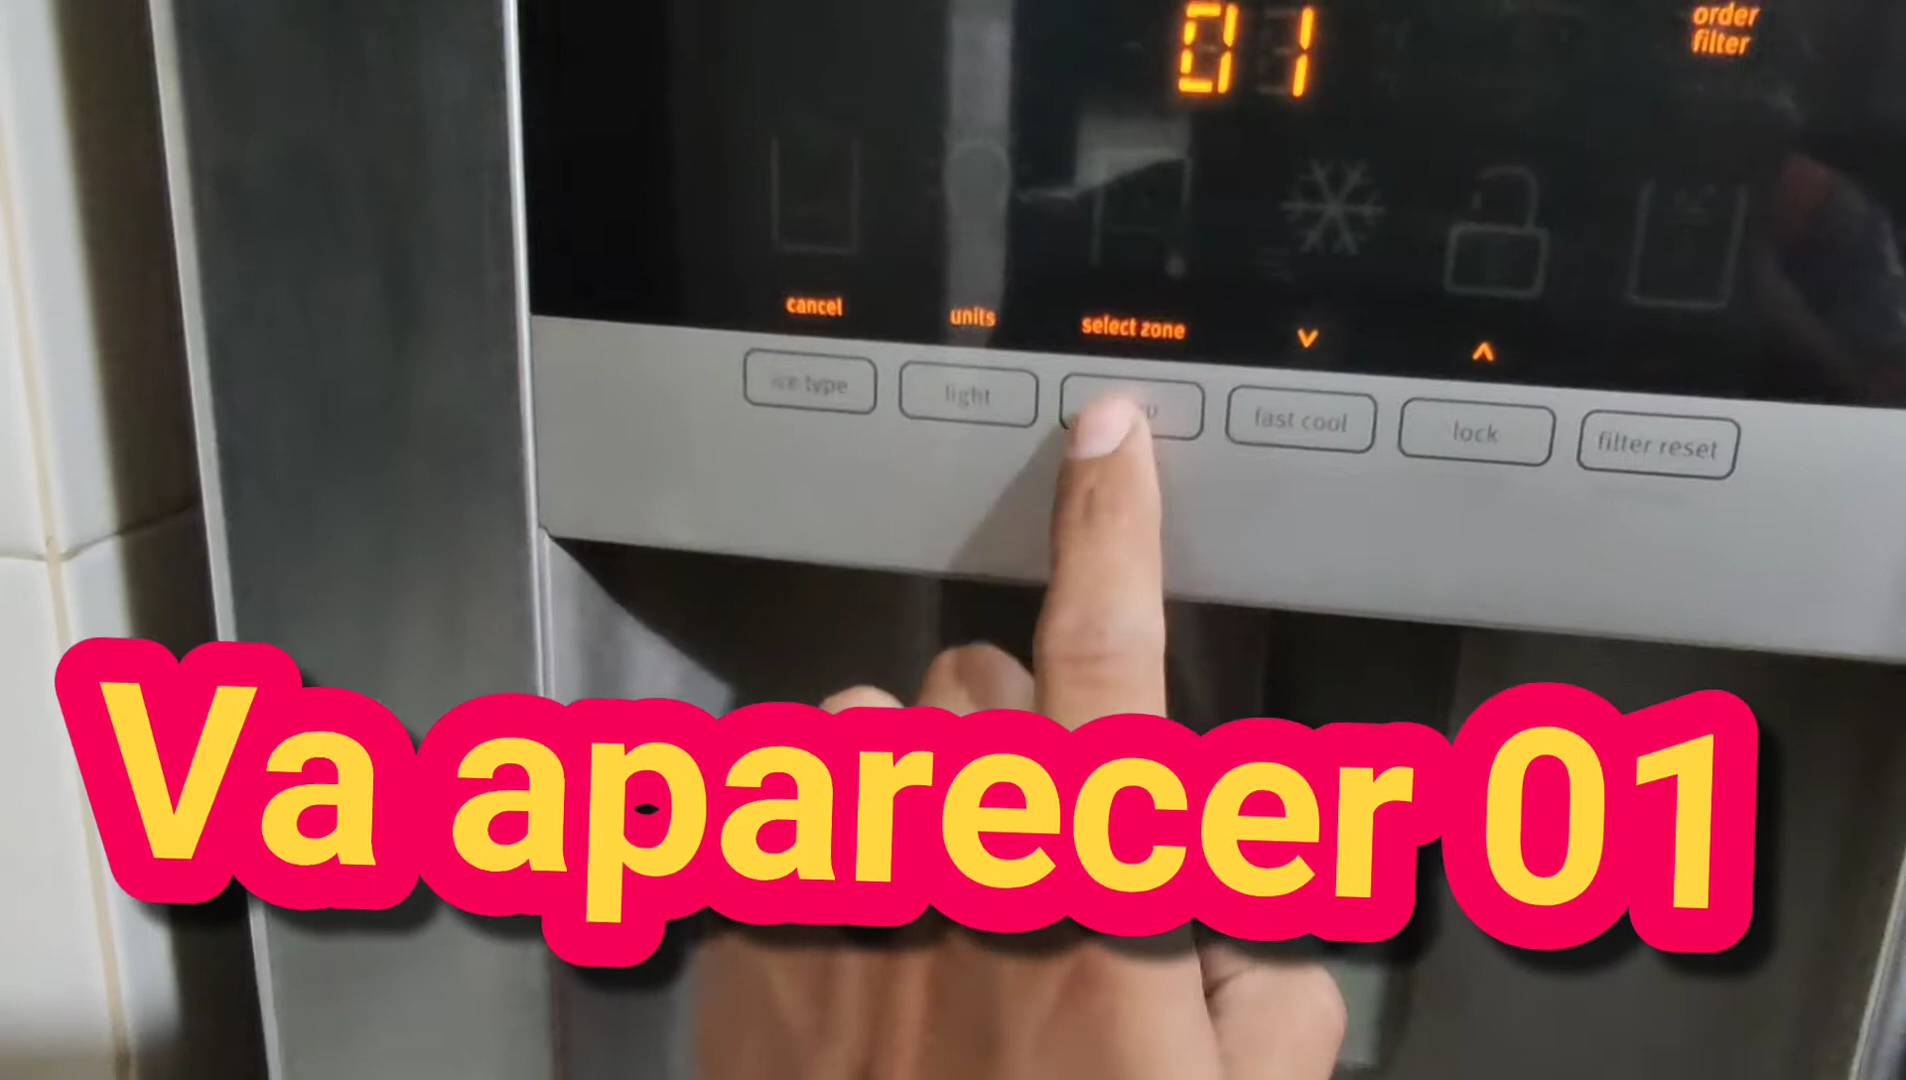 01
order
filter
cancel units select zone
ice type light fast cool lock filter reset
Va aparecer 01